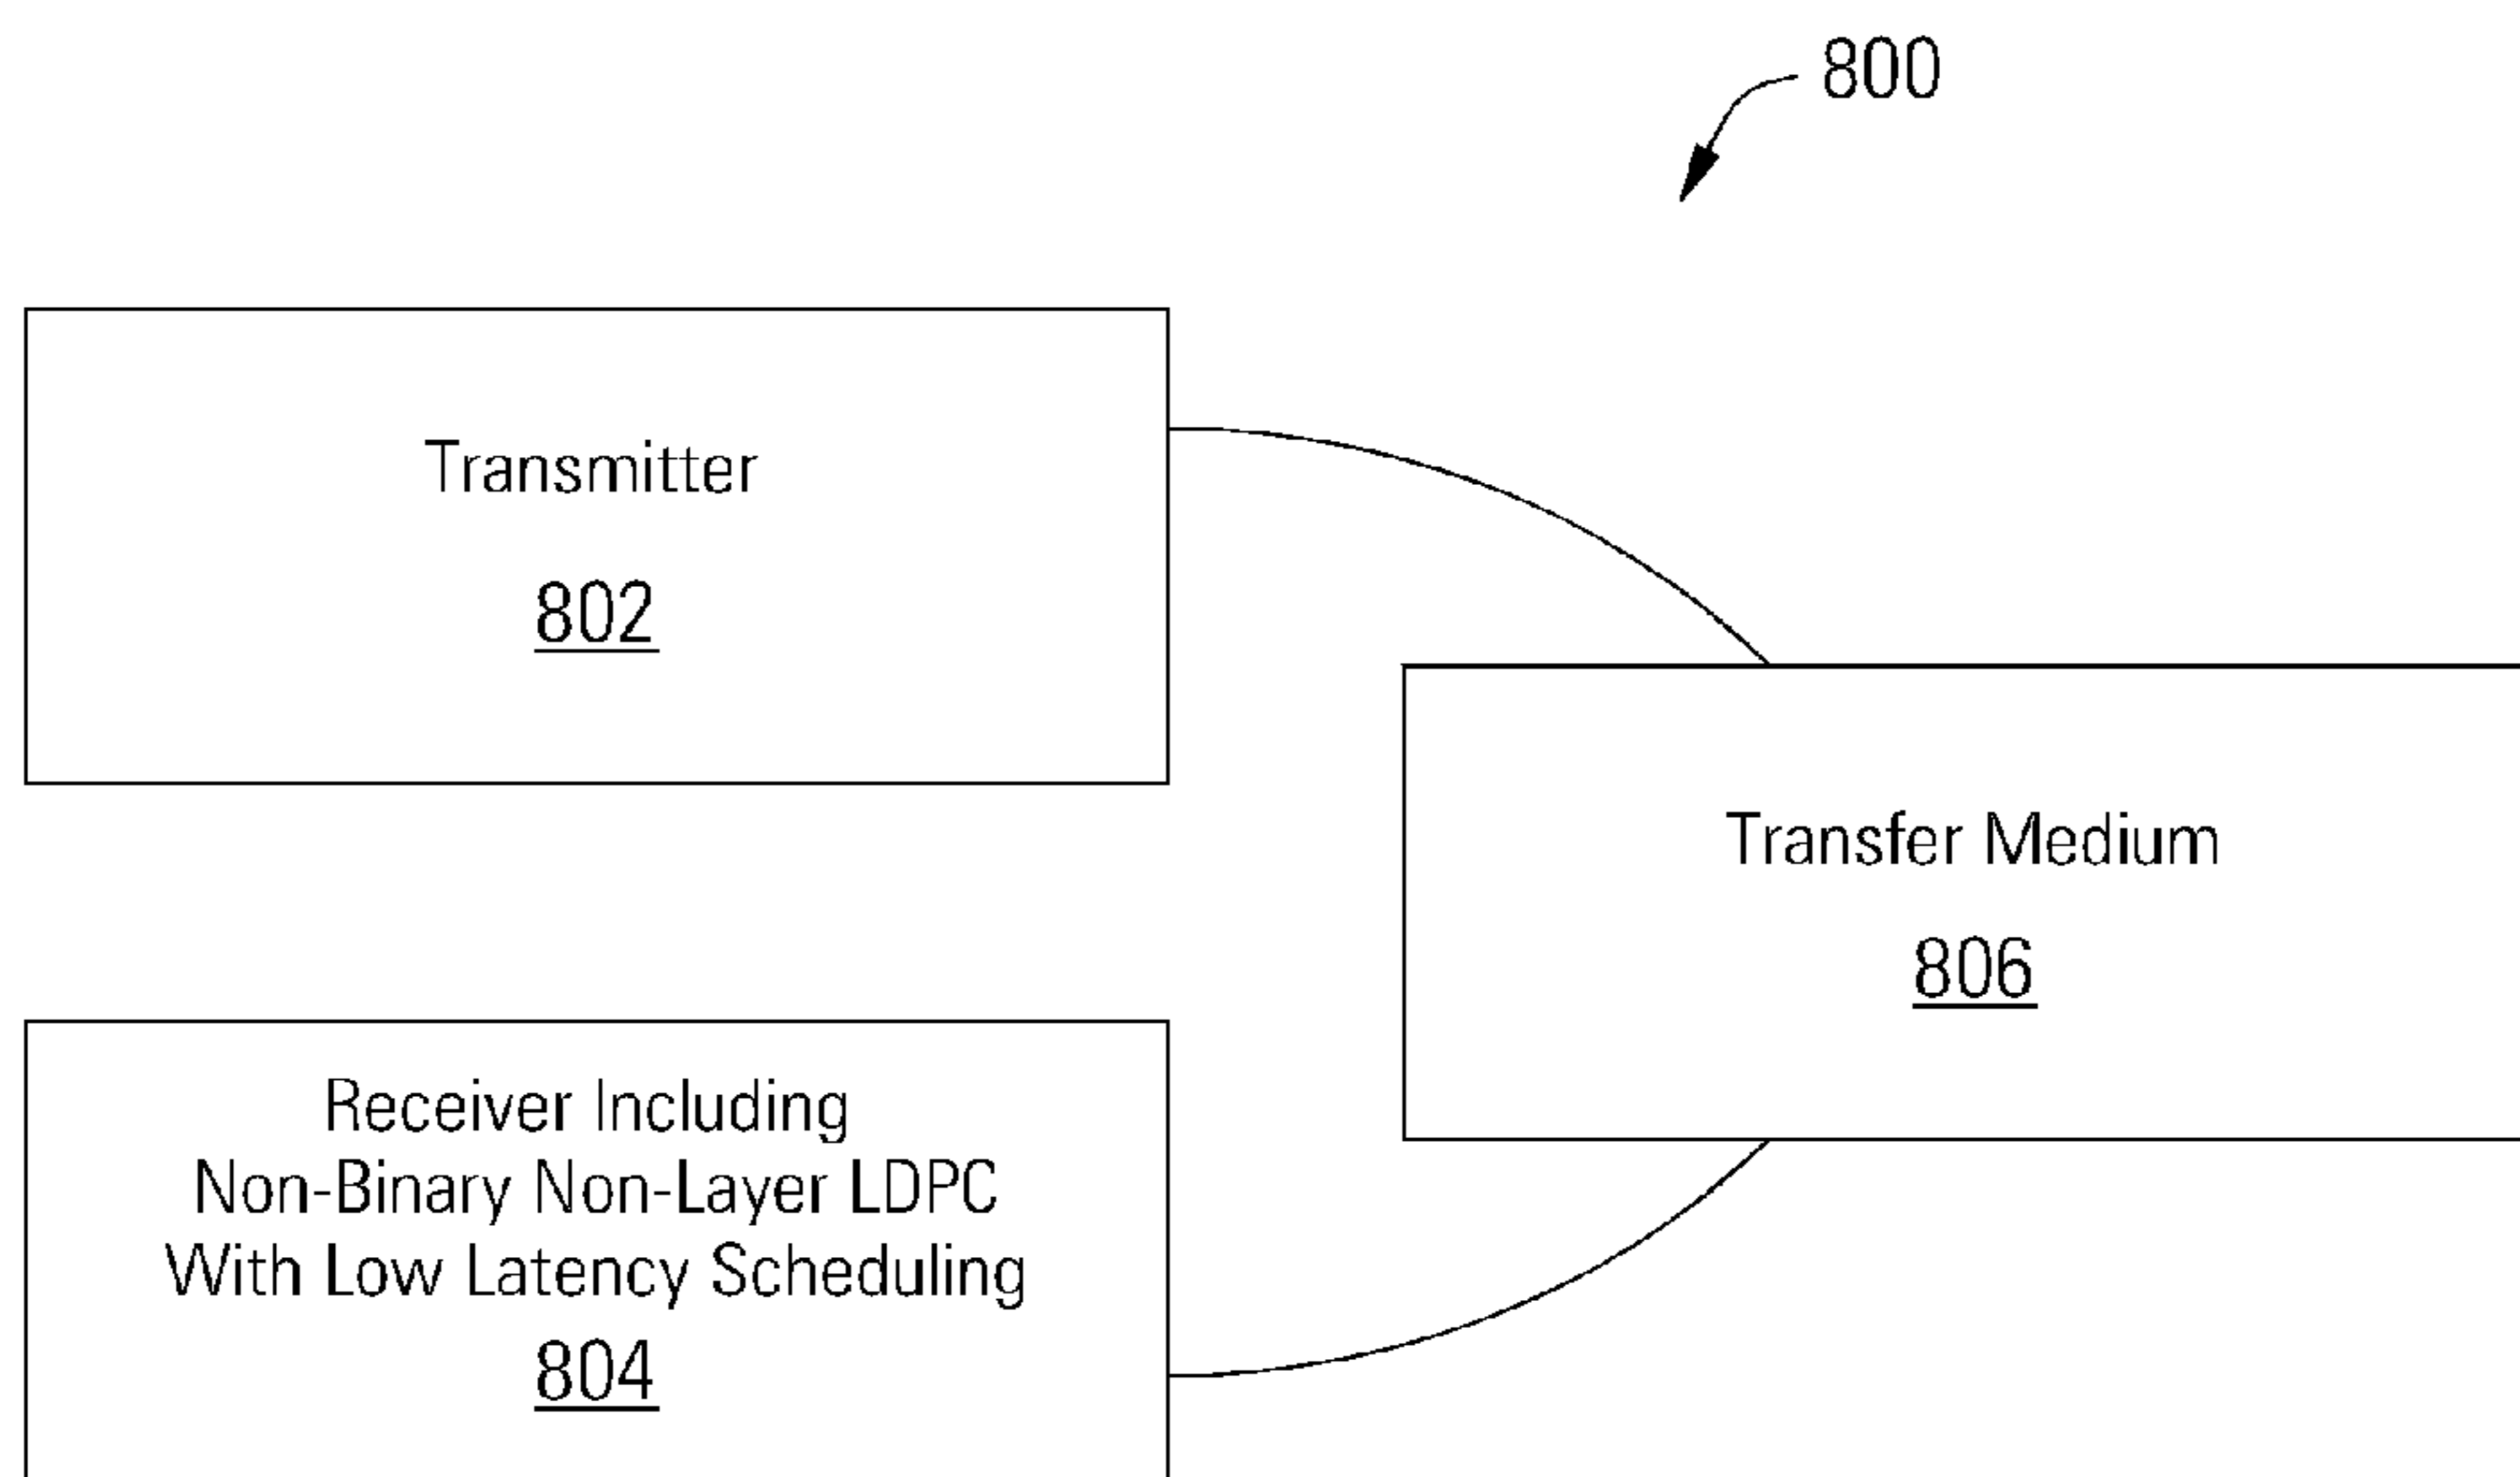 800
Transmitter
802
Transfer Medium
806
Receiver Including
Non-Binary Non-Layer LDPC
With Low Latency Scheduling
804